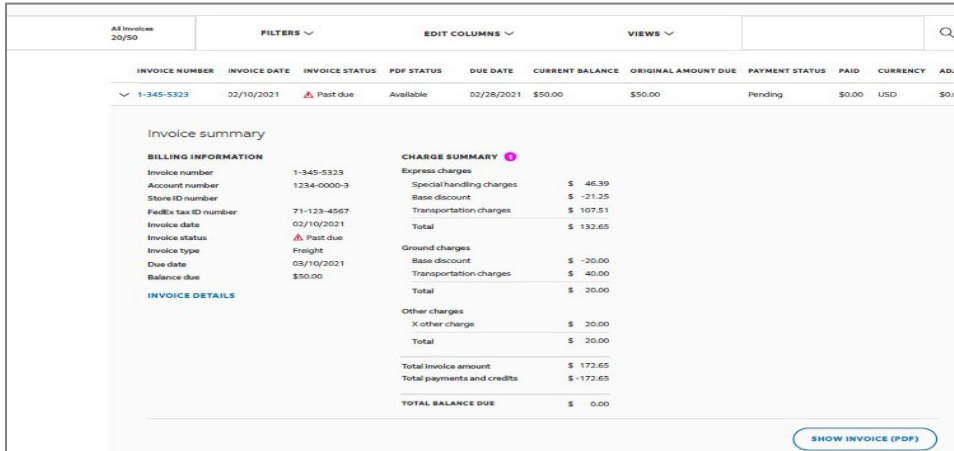 All Invoices
20/50
FILTERS
EDIT COLUMNS
VIEWS
INVOICE NUMBER INVOICE DATE INVOICE STATUS PDF STATUS DUE DATE CURRENT BALANCE ORIGINAL AMOUNT DUE PAYMENT STATUS PAID CURRENCY ADJ
1-345-5323 02/10/2021 Past due Available 02/28/2021 $50.00 $50.00 Pending $0.00 USD $0.0
Invoice summary
BILLING INFORMATION
Invoice number 1-345-5323
Account number 1234-0000-3
Store ID number
FedEx tax ID number 71-123-4567
Invoice date 02/10/2021
Invoice status Past due
Invoice type Freight
Due date 03/10/2021
Balance due $50.00
INVOICE DETAILS
CHARGE SUMMARY 1
Express charges
Special handling charges $ 46.39
Base discount $ -21.25
Transportation charges $ 107.51
Total $ 132.65
Ground charges
Base discount $ -20.00
Transportation charges $ 40.00
Total $ 20.00
Other charges
X other charge $ 20.00
Total $ 20.00
Total invoice amount $ 172.65
Total payments and credits $ -172.65
TOTAL BALANCE DUE $ 0.00
SHOW INVOICE (PDF)